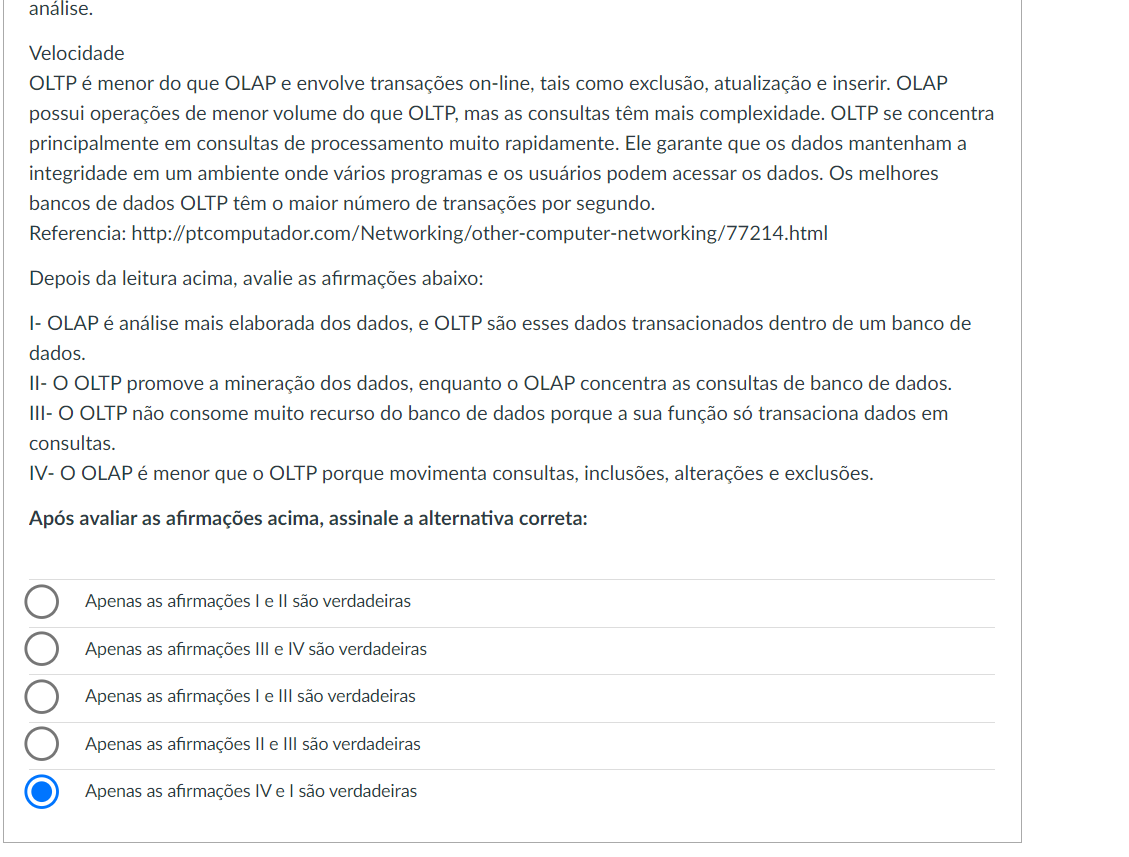 análise.
Velocidade
OLTP é menor do que OLAP e envolve transações on-line, tais como exclusão, atualização e inserir. OLAP
possui operações de menor volume do que OLTP, mas as consultas têm mais complexidade. OLTP se concentra
principalmente em consultas de processamento muito rapidamente. Ele garante que os dados mantenham a
integridade em um ambiente onde vários programas e os usuários podem acessar os dados. Os melhores
bancos de dados OLTP têm o maior número de transações por segundo.
Referencia: http://ptcomputador.com/Networking/other-computer-networking/77214.html
Depois da leitura acima, avalie as afirmações abaixo:
I- OLAP é análise mais elaborada dos dados, e OLTP são esses dados transacionados dentro de um banco de
dados.
II- O OLTP promove a mineração dos dados, enquanto o OLAP concentra as consultas de banco de dados.
III- O OLTP não consome muito recurso do banco de dados porque a sua função só transaciona dados em
consultas.
IV- O OLAP é menor que o OLTP porque movimenta consultas, inclusões, alterações e exclusões.
Após avaliar as afirmações acima, assinale a alternativa correta:
Apenas as afirmações I e II são verdadeiras
Apenas as afirmações III e IV são verdadeiras
Apenas as afirmações I e III são verdadeiras
Apenas as afirmações II e III são verdadeiras
Apenas as afirmações IV e I são verdadeiras